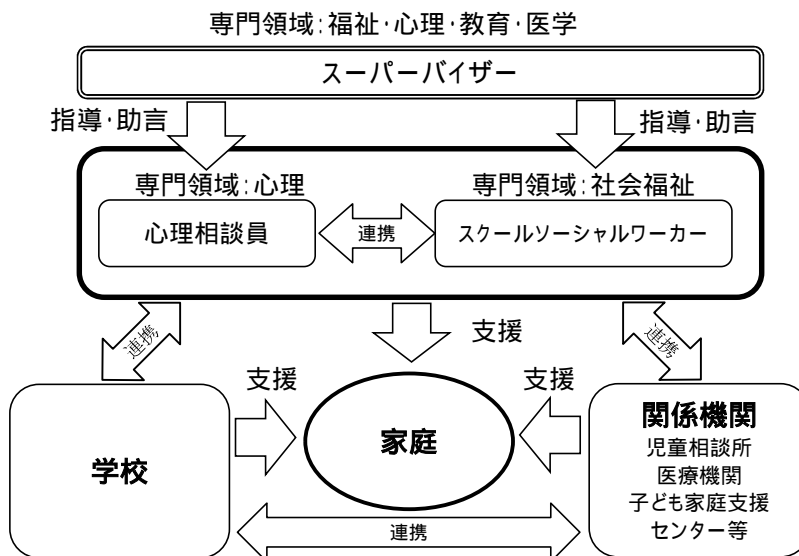 専門領域:福祉・心理・教育・医学
スーパーバイザー
指導・助言
指導・助言
専門領域:心理
専門領域:社会福祉
心理相談員
連携
スクールソーシャルワーカー
連携
支援
連携
支援
支援
学校
家庭
関係機関
児童相談所
医療機関
子ども家庭支援
センター等
連携